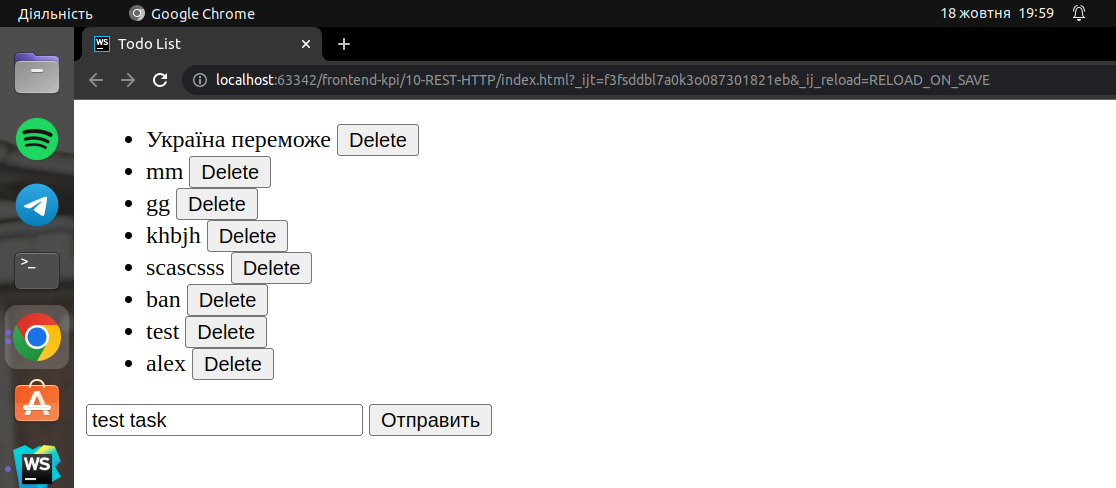 Діяльність Google Chrome 18 жовтня 19:59
WS Todo List × +
localhost:63342/frontend-kpi/10-REST-HTTP/index.html?_ijt=f3fsddbl7a0k3o087301821eb&_ij_reload=RELOAD_ON_SAVE
• Україна переможе Delete
• mm Delete
• gg Delete
• khbjh Delete
• scascsss Delete
• ban Delete
• test Delete
• alex Delete
test task Отправить
>_
WS